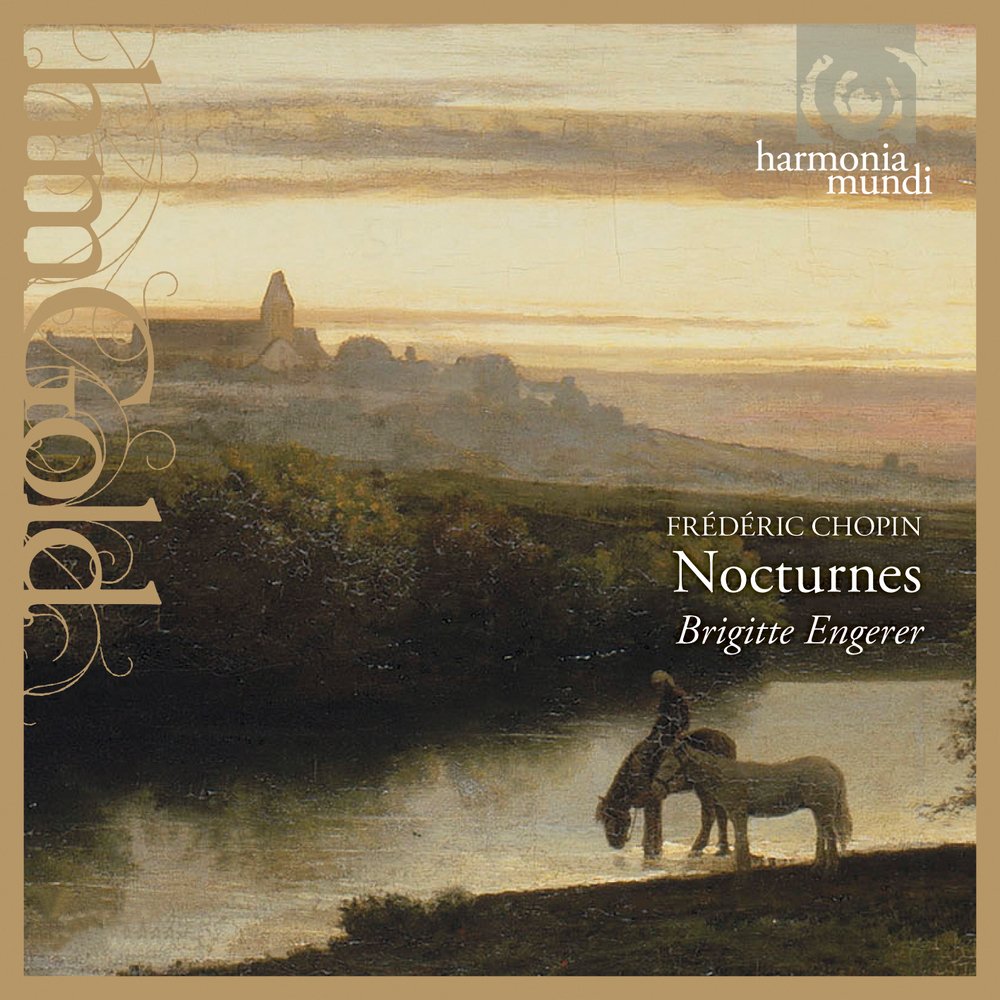 hmGold
harmonia
mundi
FRÉDÉRIC CHOPIN
Nocturnes
Brigitte Engerer